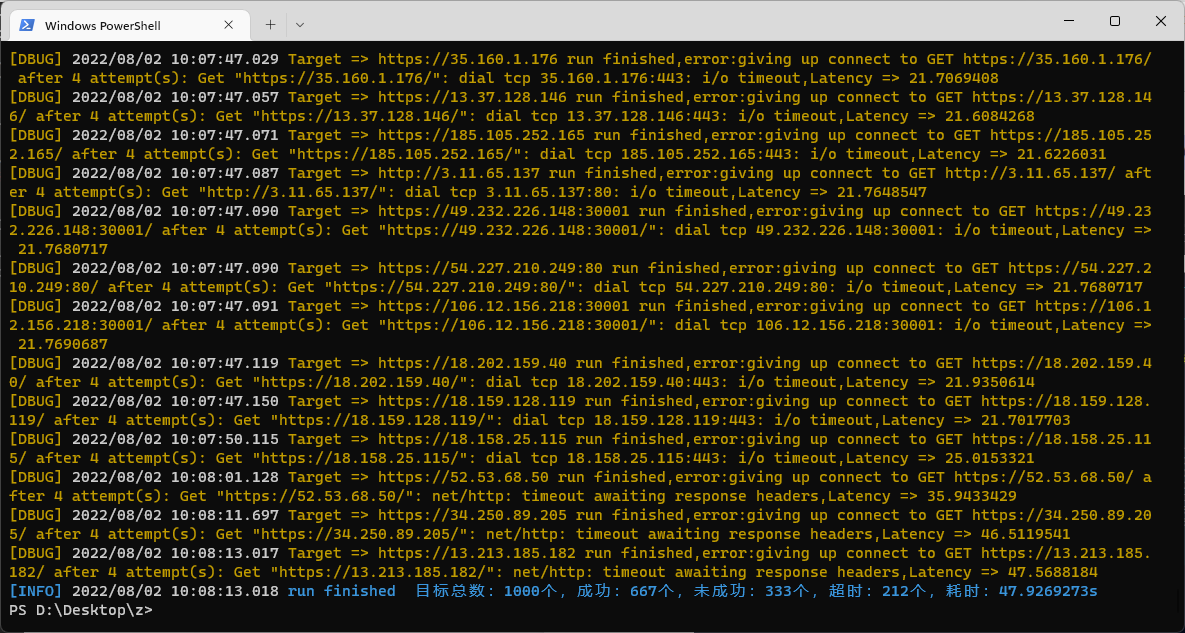 Windows PowerShell
[DBUG] 2022/08/02 10:07:47.029 Target => https://35.160.1.176 run finished,error:giving up connect to GET https://35.160.1.176/
after 4 attempt(s): Get "https://35.160.1.176/": dial tcp 35.160.1.176:443: i/o timeout,Latency => 21.7069408
[DBUG] 2022/08/02 10:07:47.057 Target => https://13.37.128.146 run finished,error:giving up connect to GET https://13.37.128.14
6/ after 4 attempt(s): Get "https://13.37.128.146/": dial tcp 13.37.128.146:443: i/o timeout,Latency => 21.6084268
[DBUG] 2022/08/02 10:07:47.071 Target => https://185.105.252.165 run finished,error:giving up connect to GET https://185.105.25
2.165/ after 4 attempt(s): Get "https://185.105.252.165/": dial tcp 185.105.252.165:443: i/o timeout,Latency => 21.6226031
[DBUG] 2022/08/02 10:07:47.087 Target => http://3.11.65.137 run finished,error:giving up connect to GET http://3.11.65.137/ aft
er 4 attempt(s): Get "http://3.11.65.137/": dial tcp 3.11.65.137:80: i/o timeout,Latency => 21.7648547
[DBUG] 2022/08/02 10:07:47.090 Target => https://49.232.226.148:30001 run finished,error:giving up connect to GET https://49.23
2.226.148:30001/ after 4 attempt(s): Get "https://49.232.226.148:30001/": dial tcp 49.232.226.148:30001: i/o timeout,Latency =>
21.7680717
[DBUG] 2022/08/02 10:07:47.090 Target => https://54.227.210.249:80 run finished,error:giving up connect to GET https://54.227.2
10.249:80/ after 4 attempt(s): Get "https://54.227.210.249:80/": dial tcp 54.227.210.249:80: i/o timeout,Latency => 21.7680717
[DBUG] 2022/08/02 10:07:47.091 Target => https://106.12.156.218:30001 run finished,error:giving up connect to GET https://106.1
2.156.218:30001/ after 4 attempt(s): Get "https://106.12.156.218:30001/": dial tcp 106.12.156.218:30001: i/o timeout,Latency =>
21.7690687
[DBUG] 2022/08/02 10:07:47.119 Target => https://18.202.159.40 run finished,error:giving up connect to GET https://18.202.159.4
0/ after 4 attempt(s): Get "https://18.202.159.40/": dial tcp 18.202.159.40:443: i/o timeout,Latency => 21.9350614
[DBUG] 2022/08/02 10:07:47.150 Target => https://18.159.128.119 run finished,error:giving up connect to GET https://18.159.128.
119/ after 4 attempt(s): Get "https://18.159.128.119/": dial tcp 18.159.128.119:443: i/o timeout,Latency => 21.7017703
[DBUG] 2022/08/02 10:07:50.115 Target => https://18.158.25.115 run finished,error:giving up connect to GET https://18.158.25.11
5/ after 4 attempt(s): Get "https://18.158.25.115/": dial tcp 18.158.25.115:443: i/o timeout,Latency => 25.0153321
[DBUG] 2022/08/02 10:08:01.128 Target => https://52.53.68.50 run finished,error:giving up connect to GET https://52.53.68.50/ a
fter 4 attempt(s): Get "https://52.53.68.50/": net/http: timeout awaiting response headers,Latency => 35.9433429
[DBUG] 2022/08/02 10:08:11.697 Target => https://34.250.89.205 run finished,error:giving up connect to GET https://34.250.89.20
5/ after 4 attempt(s): Get "https://34.250.89.205/": net/http: timeout awaiting response headers,Latency => 46.5119541
[DBUG] 2022/08/02 10:08:13.017 Target => https://13.213.185.182 run finished,error:giving up connect to GET https://13.213.185.
182/ after 4 attempt(s): Get "https://13.213.185.182/": net/http: timeout awaiting response headers,Latency => 47.5688184
[INFO] 2022/08/02 10:08:13.018 run finished 目标总数: 1000个, 成功: 667个, 未成功: 333个, 超时: 212个, 耗时: 47.9269273s
PS D:\Desktop\z>